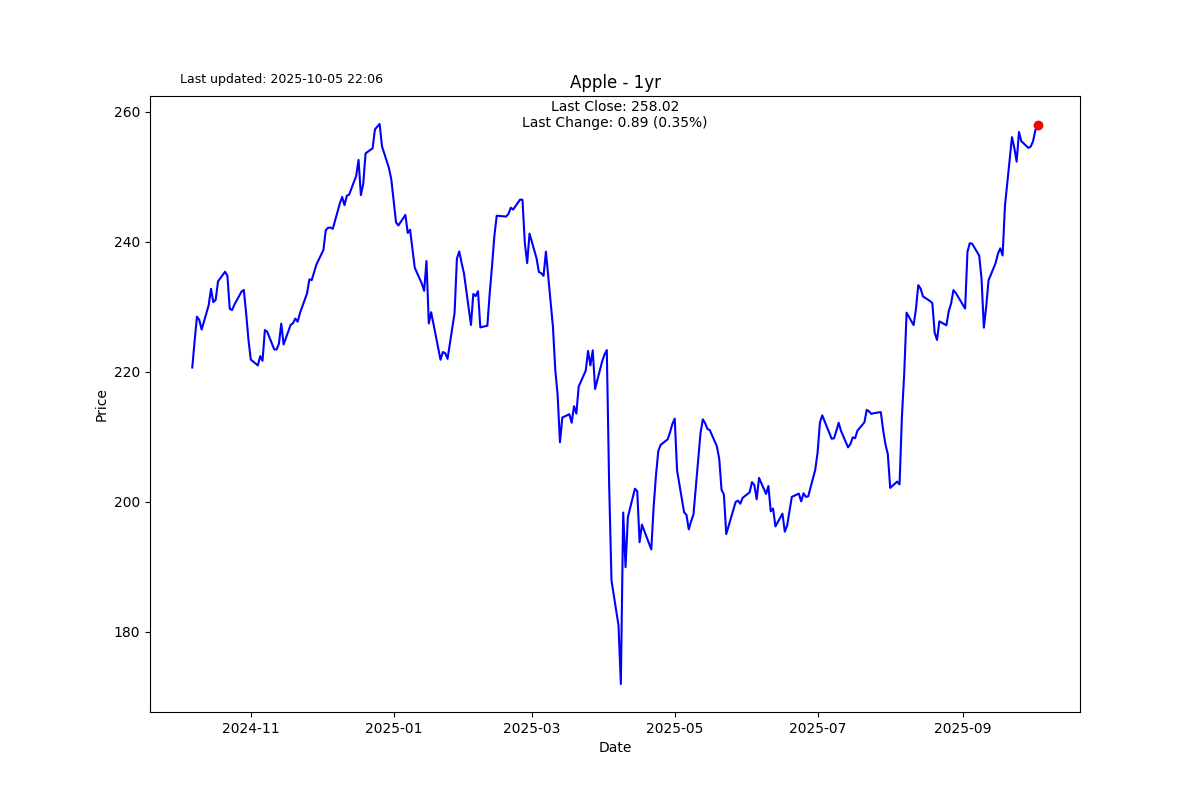 Last updated: 2025-10-05 22:06
Apple - 1yr
Last Close: 258.02
Last Change: 0.89 (0.35%)
260
240
220
200
180
Price
2024-11 2025-01 2025-03 2025-05 2025-07 2025-09
Date